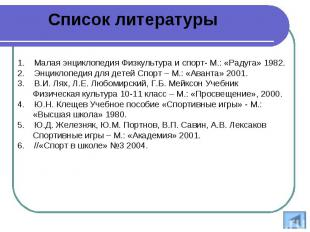 Список литературы
1. Малая энциклопедия Физкультура и спорт- М.: «Радуга» 1982.
2. Энциклопедия для детей Спорт – М.: «Аванта» 2001.
3. В.И. Лях, Л.Е. Любомирский, Г.Б. Мейксон Учебник
Физическая культура 10-11 класс – М.: «Просвещение», 2000.
4. Ю.Н. Клещев Учебное пособие «Спортивные игры» - М.:
«Высшая школа» 1980.
5. Ю.Д. Железняк, Ю.М. Портнов, В.П. Савин, А.В. Лексаков
Спортивные игры – М.: «Академия» 2001.
6. //«Спорт в школе» №3 2004.